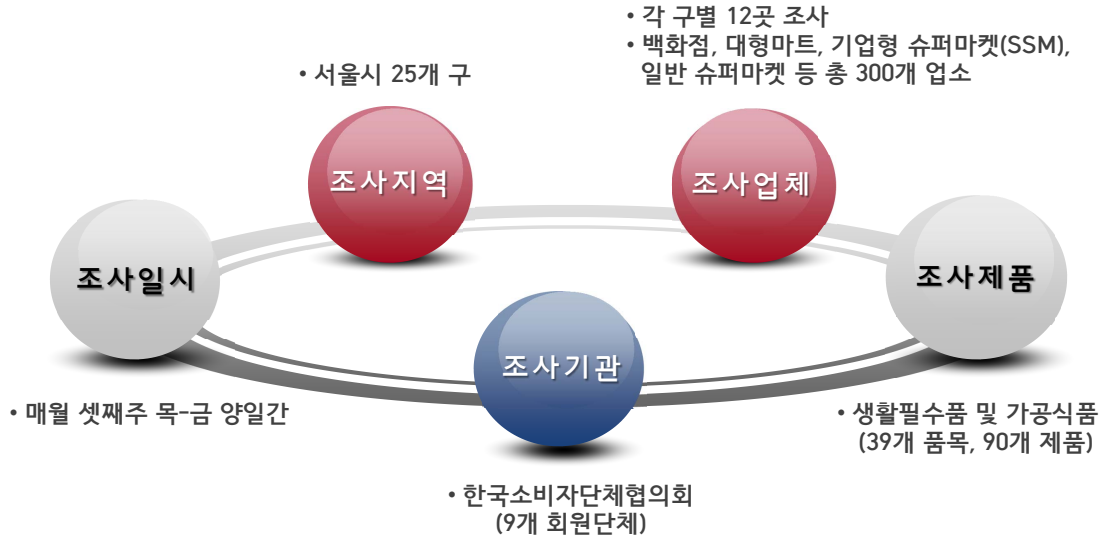 • 각 구별 12곳 조사
• 백화점, 대형마트, 기업형 슈퍼마켓(SSM),
일반 슈퍼마켓 등 총 300개 업소
• 서울시 25개 구
조사지역
조사업체
조사일시
조사제품
조사기관
• 매월 셋째주 목-금 양일간
• 생활필수품 및 가공식품
(39개 품목, 90개 제품)
• 한국소비자단체협의회
(9개 회원단체)